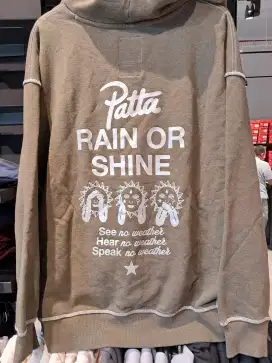 Patta
RAIN OR
SHINE
See no weather
Hear no weather
Speak no weather